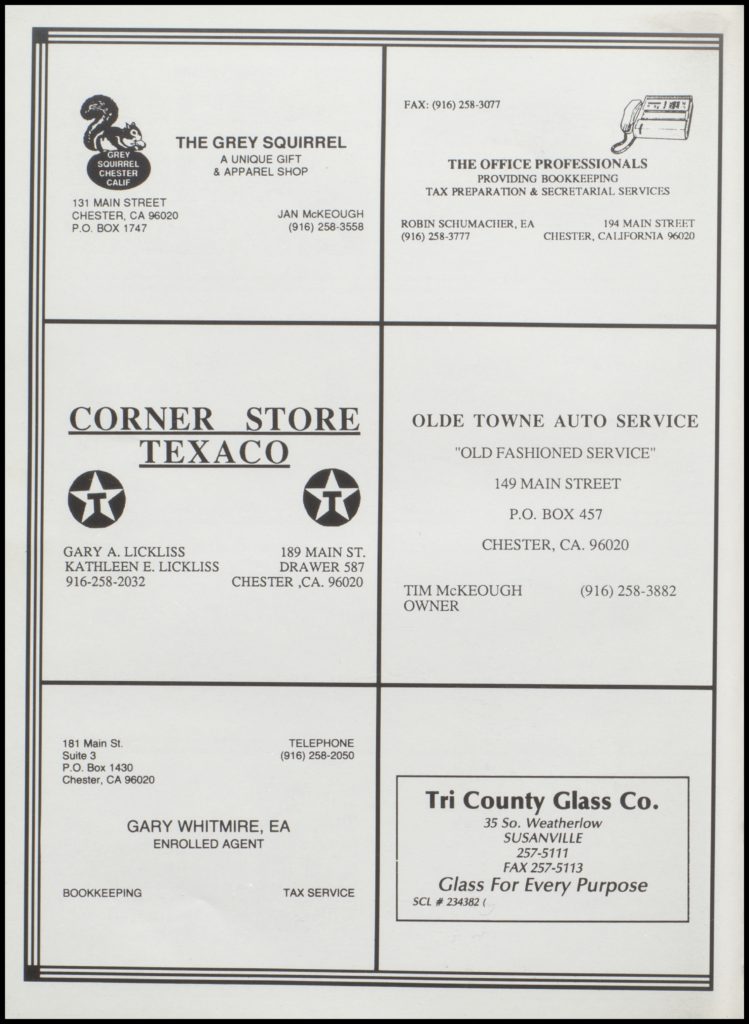 GREY
SQUIRREL
CHESTER
CALIF
THE GREY SQUIRREL
A UNIQUE GIFT
& APPAREL SHOP
131 MAIN STREET
CHESTER, CA 96020
P.O. BOX 1747
JAN McKEOUGH
(916) 258-3558
FAX: (916) 258-3077
THE OFFICE PROFESSIONALS
PROVIDING BOOKKEEPING
TAX PREPARATION & SECRETARIAL SERVICES
ROBIN SCHUMACHER, EA
(916) 258-3777
194 MAIN STREET
CHESTER, CALIFORNIA 96020
CORNER STORE
TEXACO
T
T
GARY A. LICKLISS
KATHLEEN E. LICKLISS
916-258-2032
189 MAIN ST.
DRAWER 587
CHESTER ,CA. 96020
OLDE TOWNE AUTO SERVICE
"OLD FASHIONED SERVICE"
149 MAIN STREET
P.O. BOX 457
CHESTER, CA. 96020
TIM McKEOUGH
OWNER
(916) 258-3882
181 Main St.
Suite 3
P.O. Box 1430
Chester, CA 96020
TELEPHONE
(916) 258-2050
GARY WHITMIRE, EA
ENROLLED AGENT
BOOKKEEPING
TAX SERVICE
Tri County Glass Co.
35 So. Weatherlow
SUSANVILLE
257-5111
FAX 257-5113
Glass For Every Purpose
SCL # 234382 (